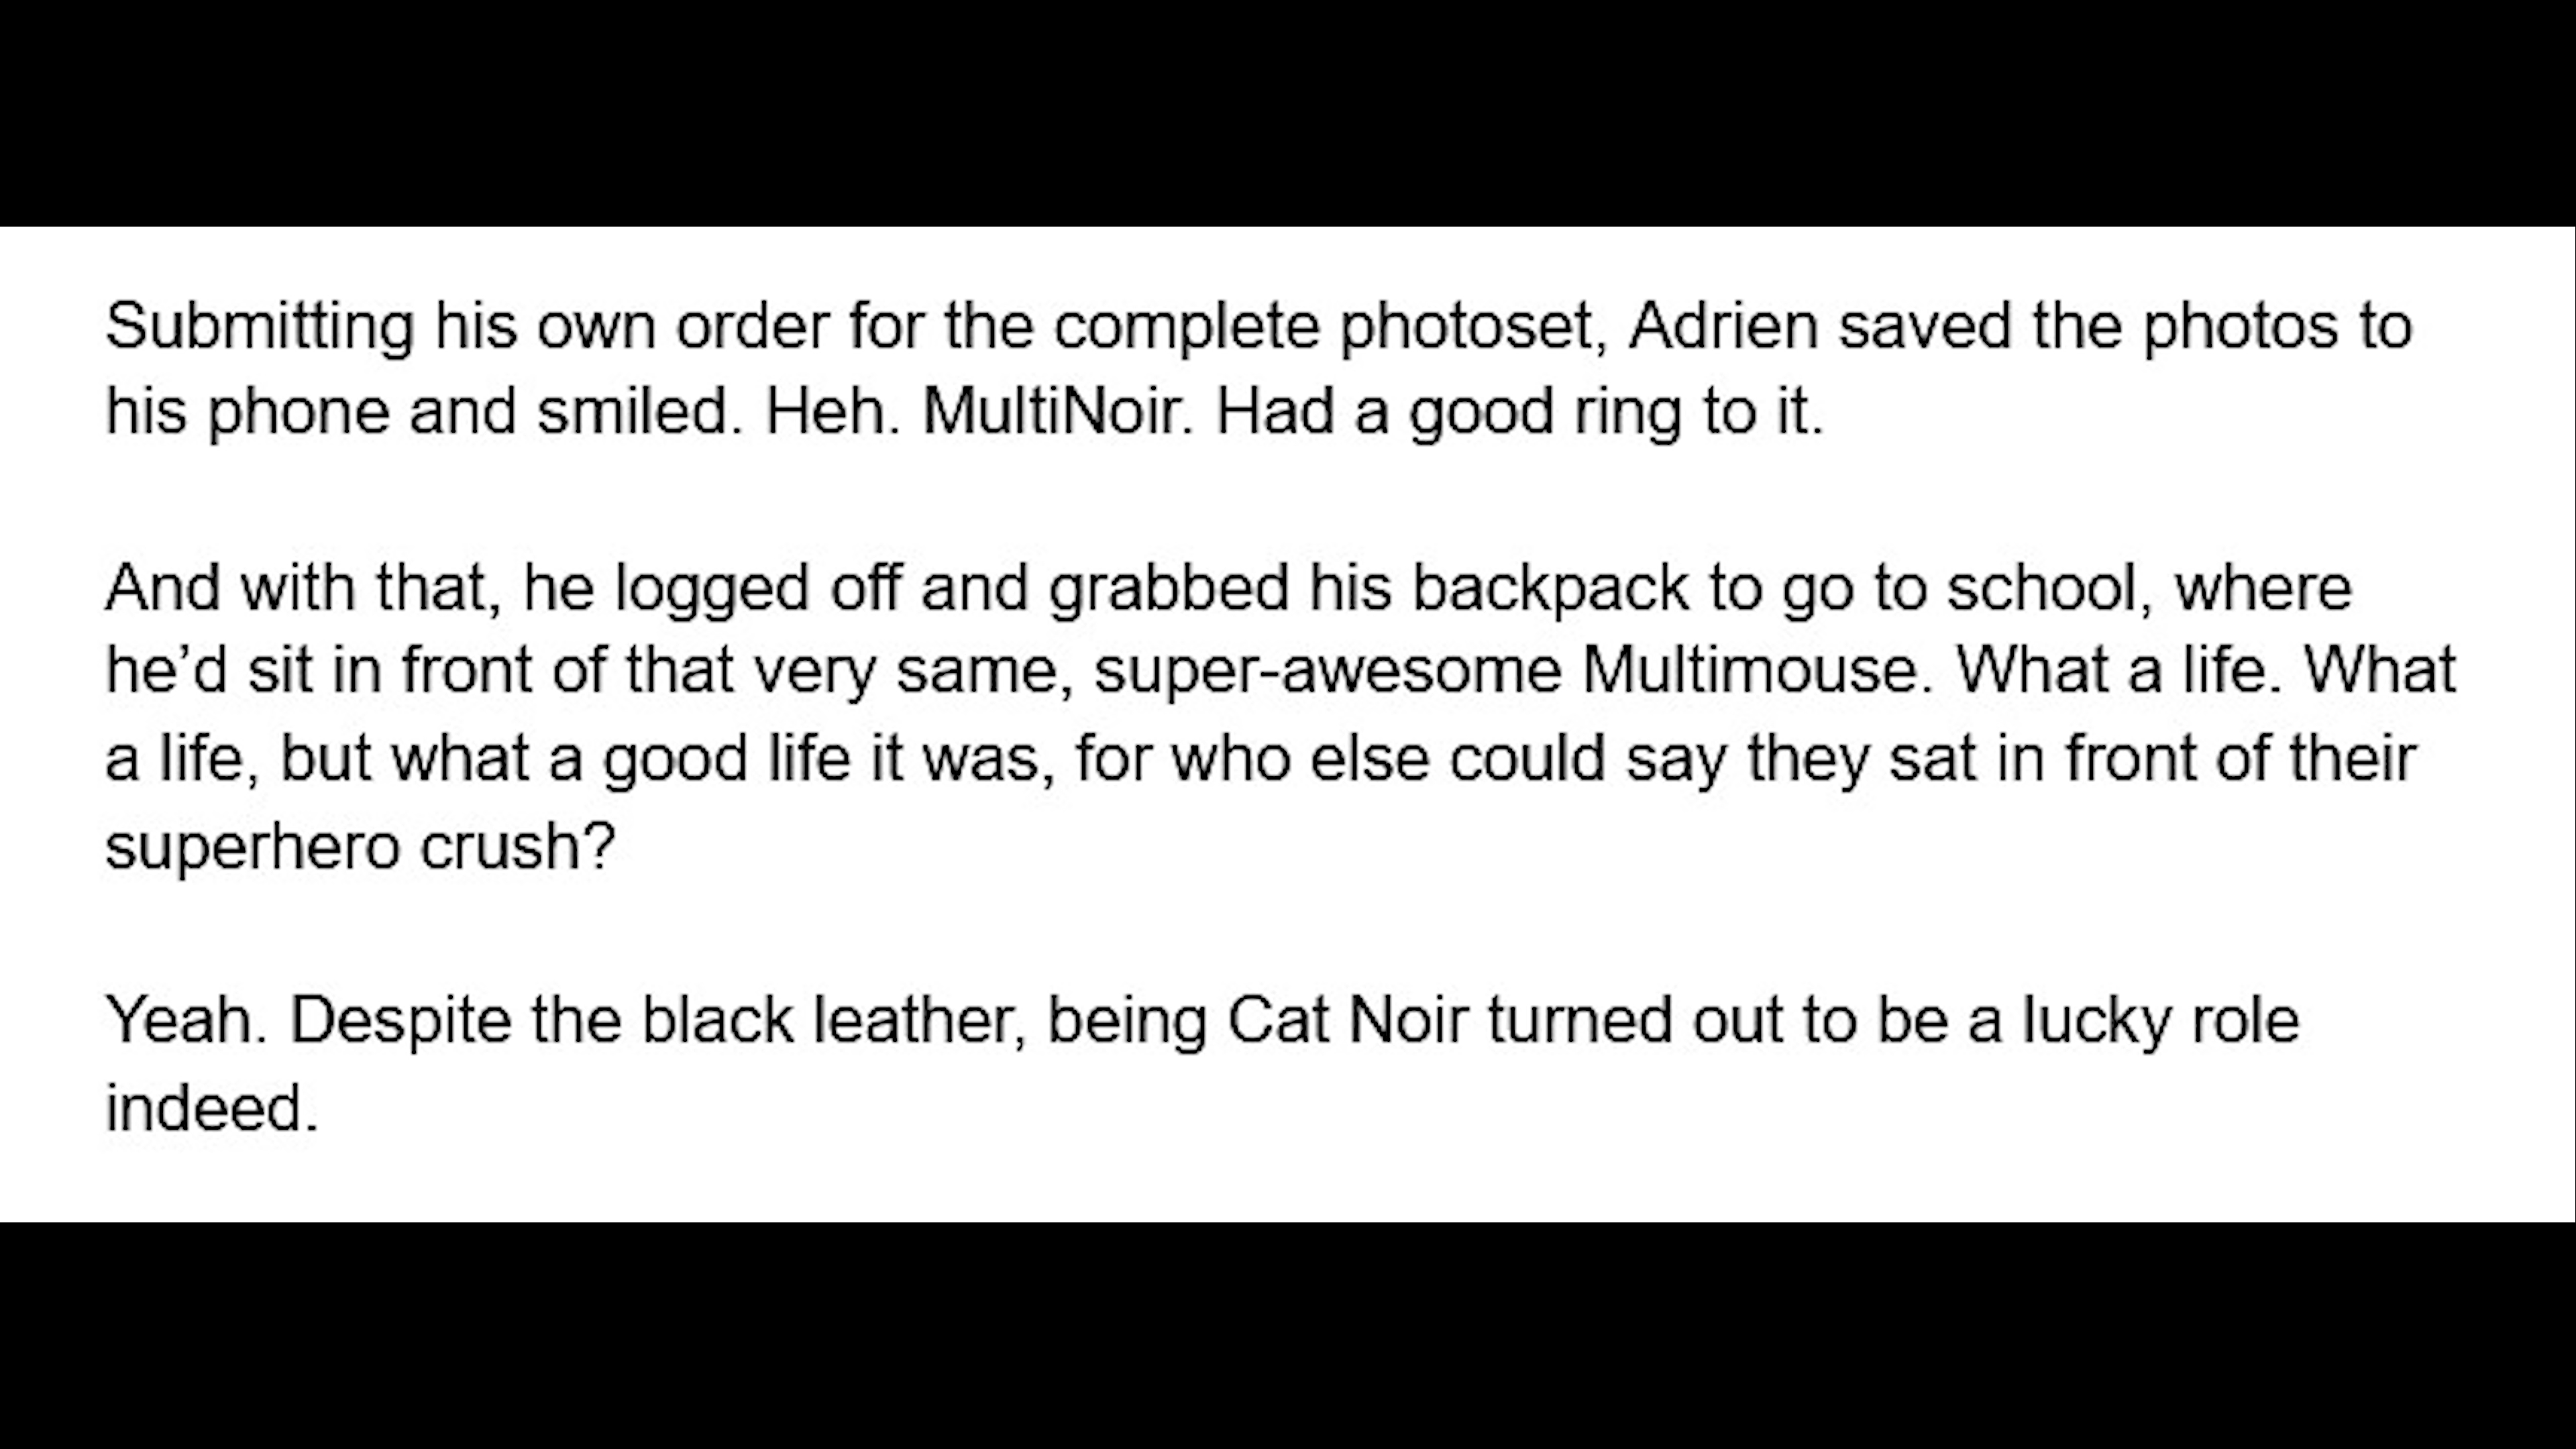 Submitting his own order for the complete photoset, Adrien saved the photos to
his phone and smiled. Heh. MultiNoir. Had a good ring to it.
And with that, he logged off and grabbed his backpack to go to school, where
he’d sit in front of that very same, super-awesome Multimouse. What a life. What
a life, but what a good life it was, for who else could say they sat in front of their
superhero crush?
Yeah. Despite the black leather, being Cat Noir turned out to be a lucky role
indeed.